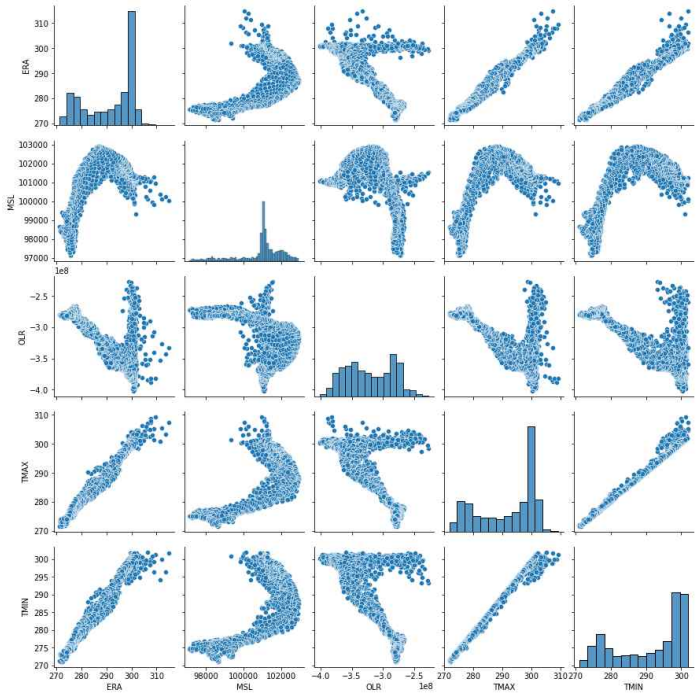 310
300
290
280
270
ERA
103000
102000
101000
100000
99000
98000
97000
MSL
1e8
−2.5
−3.0
−3.5
−4.0
OLR
310
300
290
280
270
TMAX
300
295
290
285
280
275
270
TMIN
270 280 290 300 310
ERA
98000 100000 102000
MSL
−4.0 −3.5 −3.0 −2.5
OLR 1e8
270 280 290 300 310
TMAX
270 280 290 300
TMIN